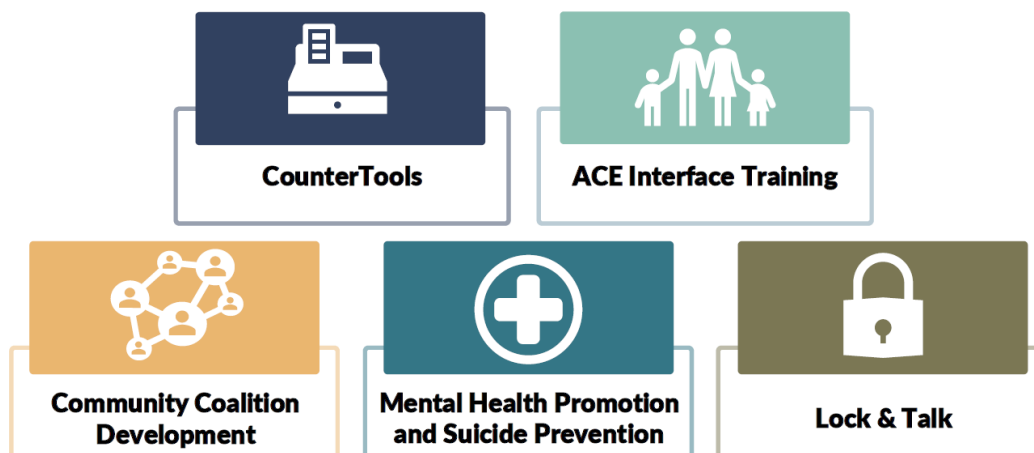 CounterTools
ACE Interface Training
Community Coalition
Development
Mental Health Promotion
and Suicide Prevention
Lock & Talk